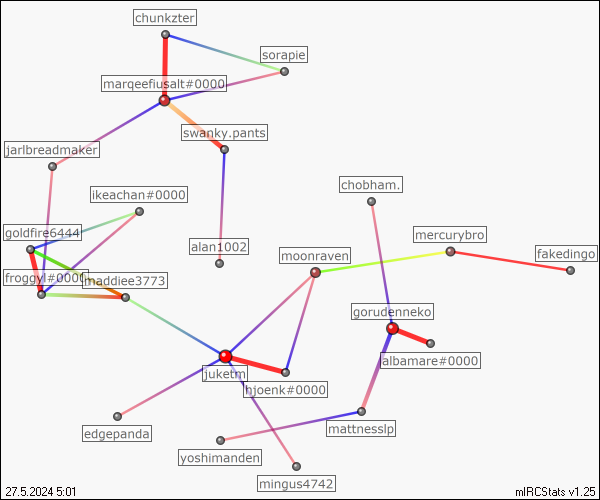 chunkzter
sorapie
marqeefiusalt#0000
swanky.pants
jarlbreadmaker
chobham.
ikeachan#0000
goldfire6444
mercurybro
alan1002
moonraven
fakedingo
froggyl#0000
maddiee3773
gorudenneko
albamare#0000
juketm
hjoenk#0000
mattnesslp
edgepanda
yoshimanden
mingus4742
27.5.2024 5:01
mIRCStats v1.25